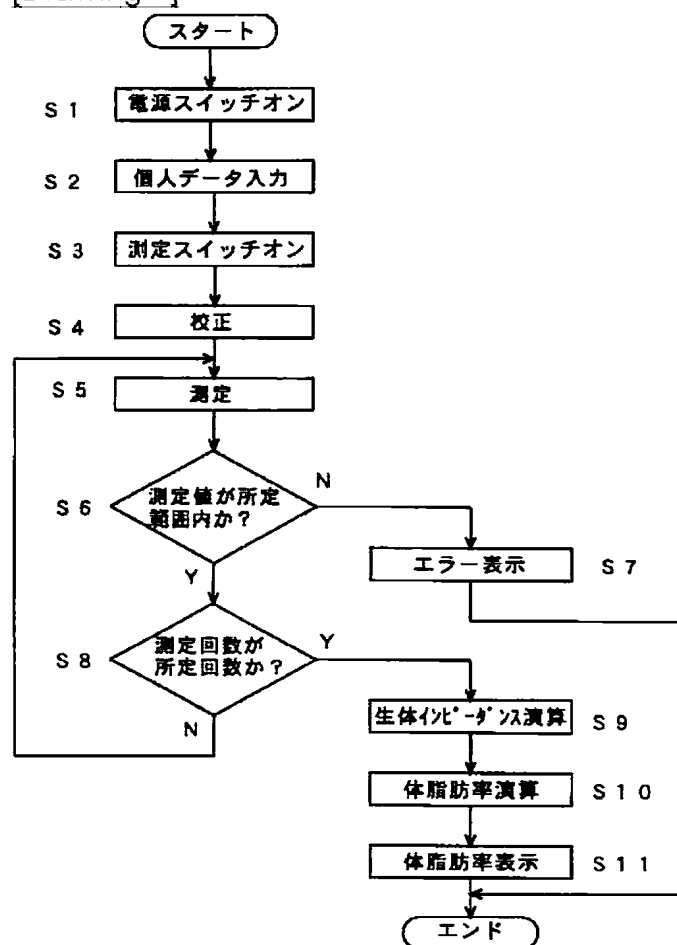 スタート
S1 電源スイッチオン
S2 個人データ入力
S3 測定スイッチオン
S4 校正
S5 測定
S6 測定値が所定
範囲内か?
N
Y
エラー表示 S7
S8 測定回数が
所定回数か?
Y
N
生体インピーダンス演算 S9
体脂肪率演算 S10
体脂肪率表示 S11
エンド